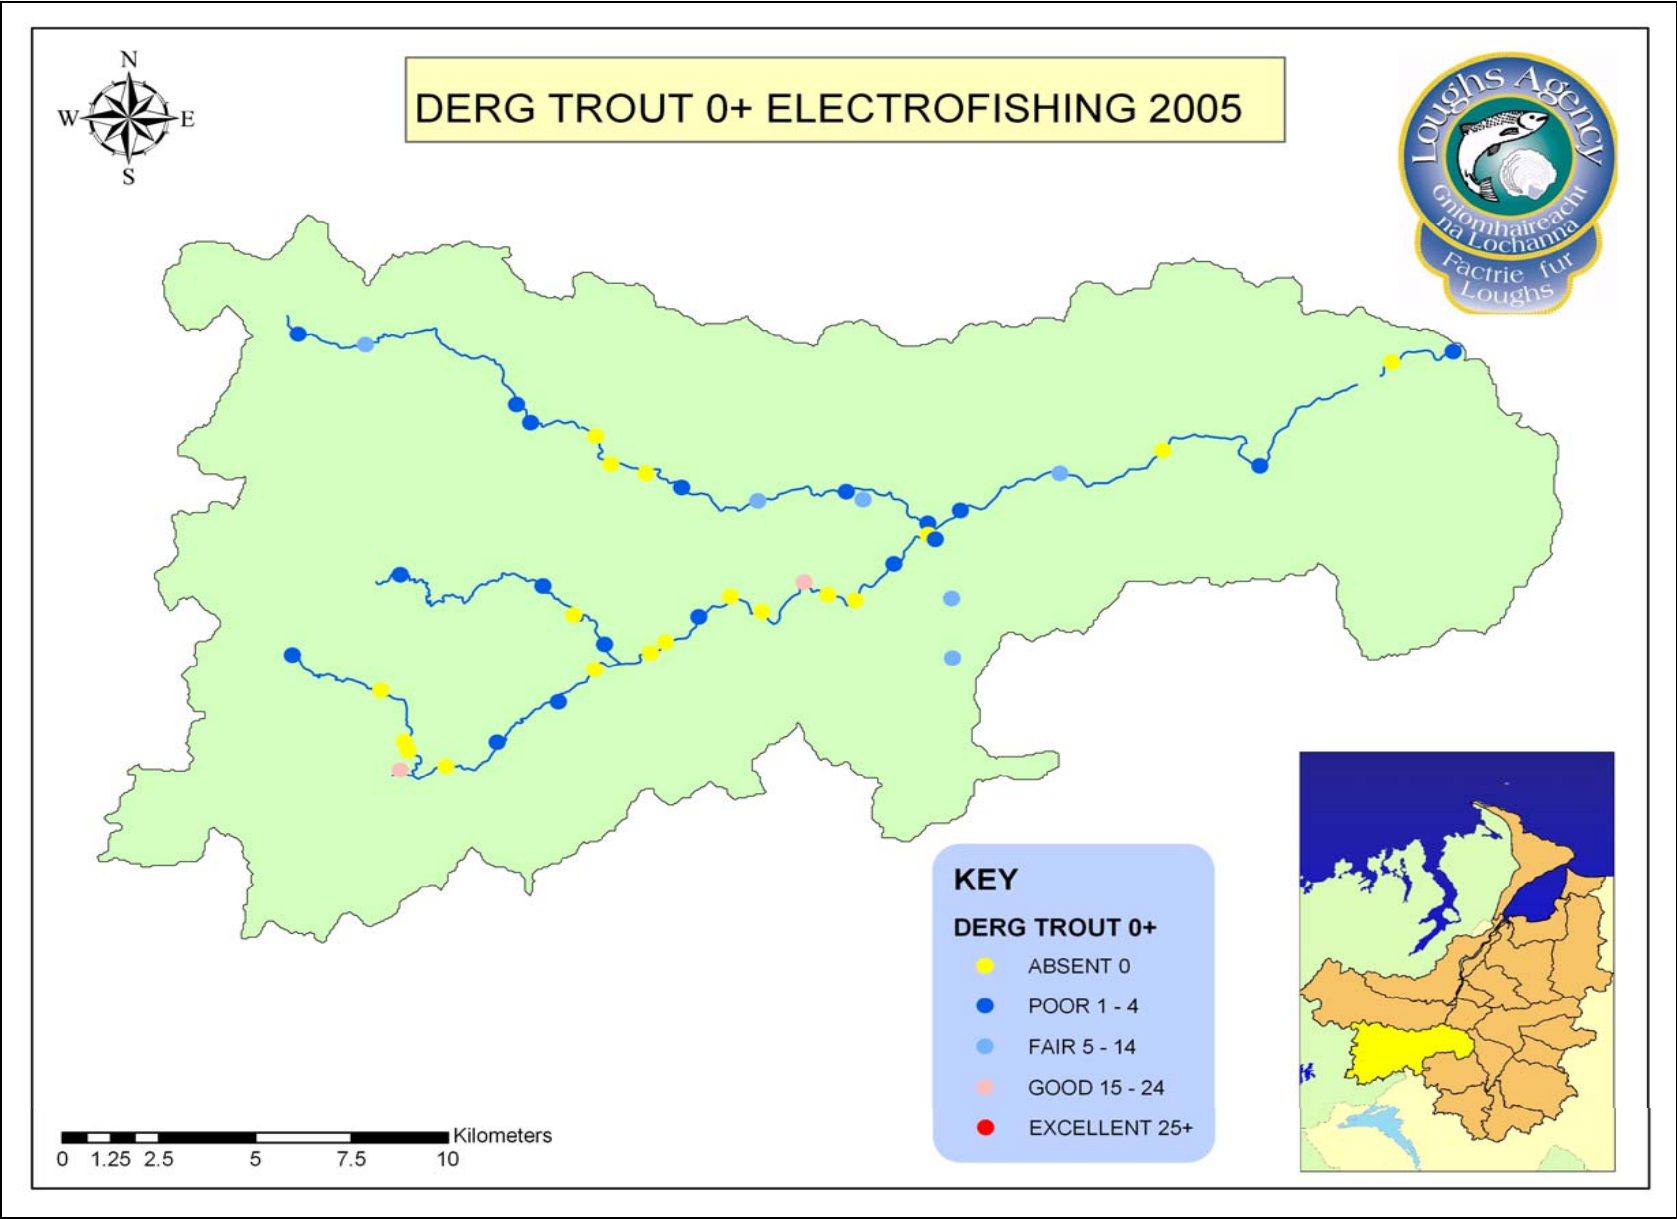 N
W E
S
DERG TROUT 0+ ELECTROFISHING 2005
Loughs Agency
Gníomhaireacht
na Lochanna
Factrie fur
Loughs
KEY
DERG TROUT 0+
ABSENT 0
POOR 1 - 4
FAIR 5 - 14
GOOD 15 - 24
EXCELLENT 25+
Kilometers
0 1.25 2.5 5 7.5 10